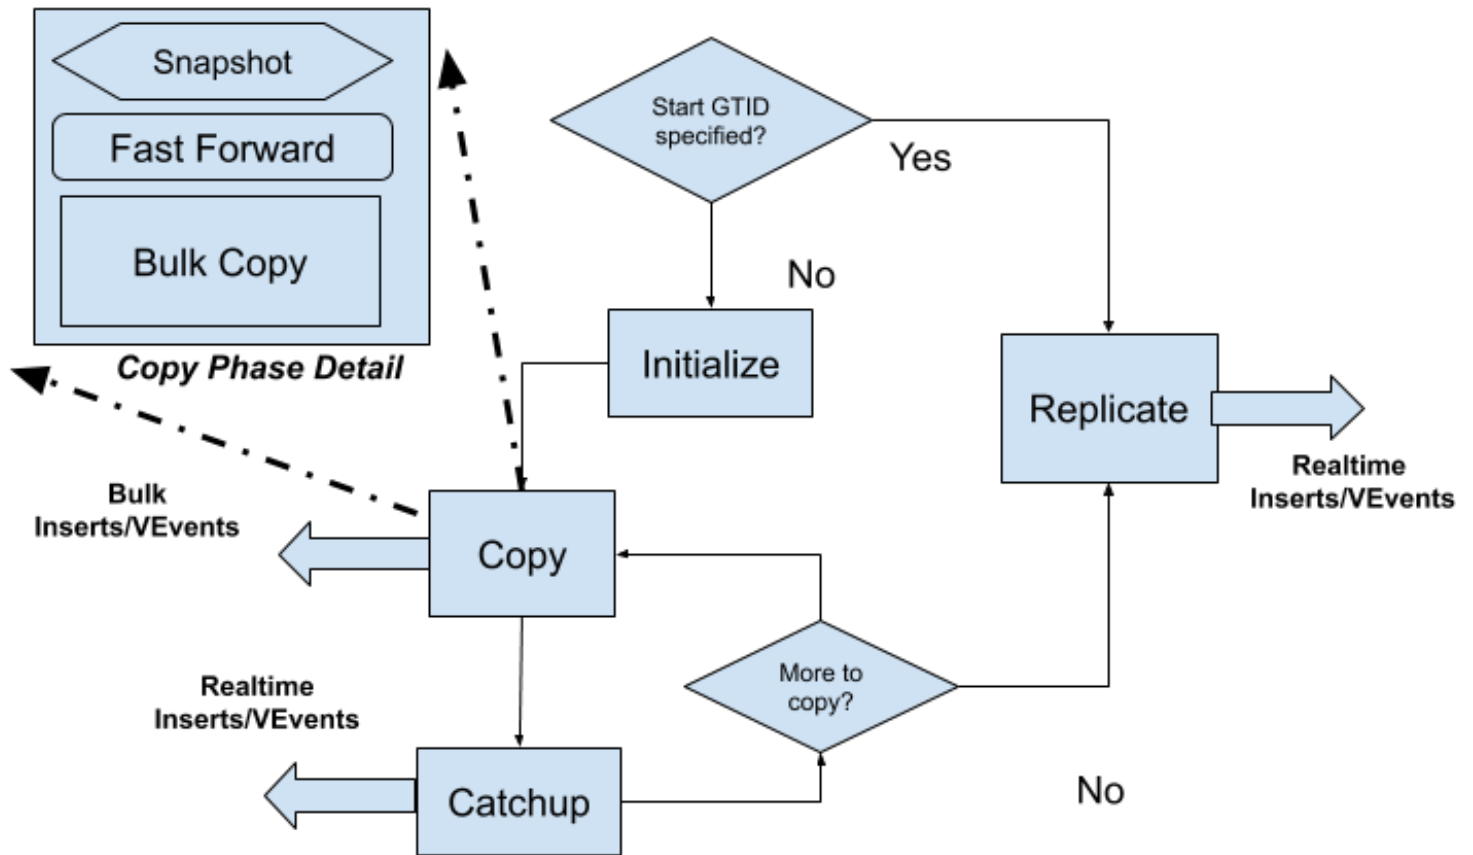 Snapshot
Fast Forward
Bulk Copy
Copy Phase Detail
Start GTID
specified?
Yes
No
Initialize
Replicate
Realtime
Inserts/VEvents
Bulk
Inserts/VEvents
Copy
More to
copy?
Realtime
Inserts/VEvents
Catchup
No